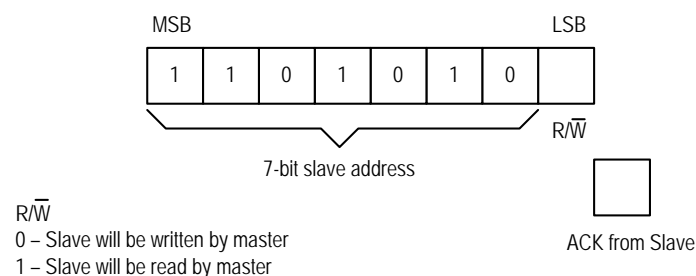 MSB LSB
1 1 0 1 0 1 0
R/W̅
7-bit slave address
R/W̅
0 – Slave will be written by master
1 – Slave will be read by master
ACK from Slave